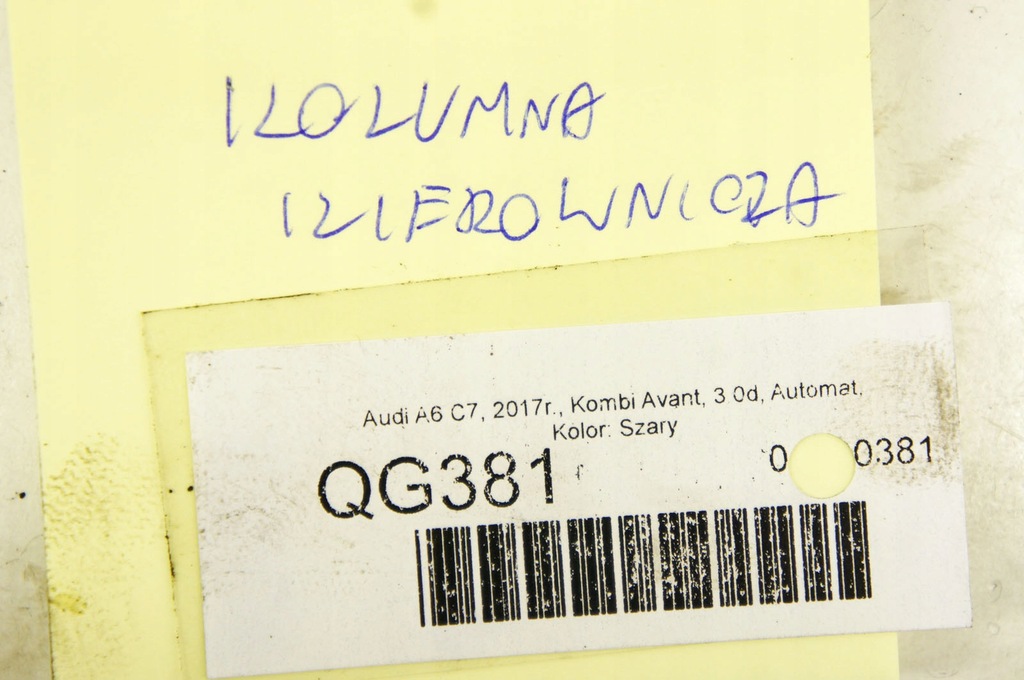 KOLUMNA
KIEROWNICZA
Audi A6 C7, 2017r., Kombi Avant, 3.0d, Automat,
Kolor: Szary
QG381
0 0381